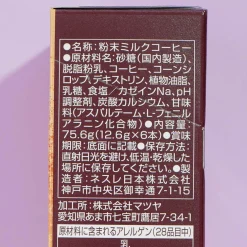 ●名称:粉末ミルクコーヒー
●原材料名:砂糖(国内製造)、
脱脂粉乳、コーヒー、コーンシ
ロップ、デキストリン、植物油脂、
乳糖、食塩/カゼインNa、pH
調整剤、炭酸カルシウム、甘味
料(アスパルテーム・L-フェニル
アラニン化合物)●内容量:
75.6g(12.6g×6本)●賞味
期限:底面に記載●保存方法:
直射日光を避け、低温、乾燥した
場所に保存してください。●製
造者:ネスレ日本株式会社
神戸市中央区御幸通7-1-15
加工所:株式会社マツヤ
愛知県あま市七宝町鷹居7-34-1
含まれるアレルゲン(28品目中)
乳